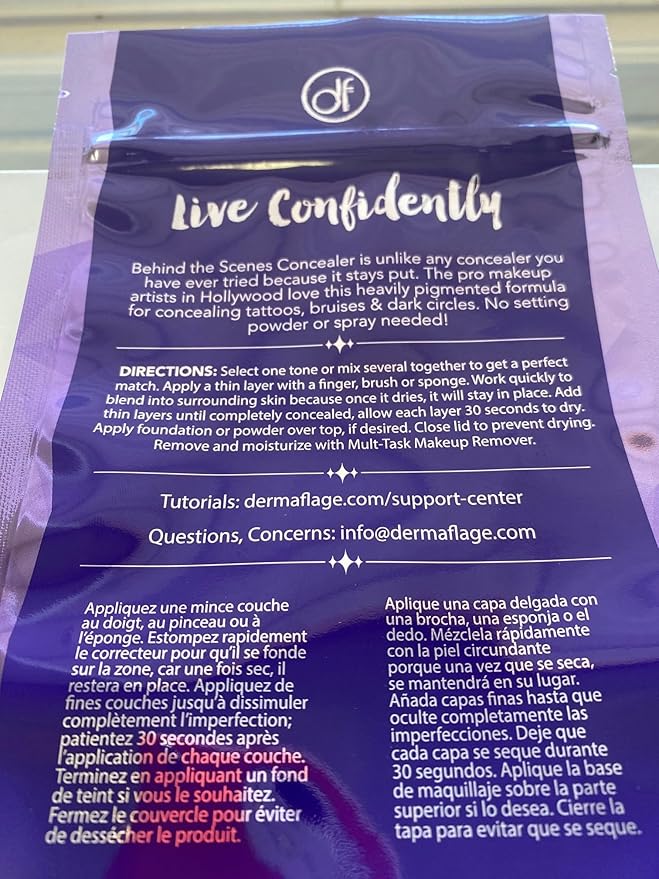 df
Live Confidently
Behind the Scenes Concealer is unlike any concealer you
have ever tried because it stays put. The pro makeup
artists in Hollywood love this heavily pigmented formula
for concealing tattoos, bruises & dark circles. No setting
powder or spray needed!
DIRECTIONS: Select one tone or mix several together to get a perfect
match. Apply a thin layer with a finger, brush or sponge. Work quickly to
blend into surrounding skin because once it dries, it will stay in place. Add
thin layers until completely concealed, allow each layer 30 seconds to dry.
Apply foundation or powder over top, if desired. Close lid to prevent drying.
Remove and moisturize with Mult-Task Makeup Remover.
Tutorials: dermaflage.com/support-center
Questions, Concerns: info@dermaflage.com
Appliquez une mince couche
au doigt, au pinceau ou à
l'éponge. Estompez rapidement
le correcteur pour qu'il se fonde
sur la zone, car une fois sec, il
restera en place. Appliquez de
fines couches jusqu'à dissimuler
complètement l'imperfection;
patientez 30 secondes après
l'application de chaque couche.
Terminez en appliquant un fond
de teint si vous le souhaitez.
Fermez le couvercle pour éviter
de dessécher le produit.
Aplique una capa delgada con
una brocha, una esponja o el
dedo. Mézclela rápidamente
con la piel circundante
porque una vez que se seca,
se mantendrá en su lugar.
Añada capas finas hasta que
oculte completamente las
imperfecciones. Deje que
cada capa se seque durante
30 segundos. Aplique la base
de maquillaje sobre la parte
superior si lo desea. Cierre la
tapa para evitar que se seque.